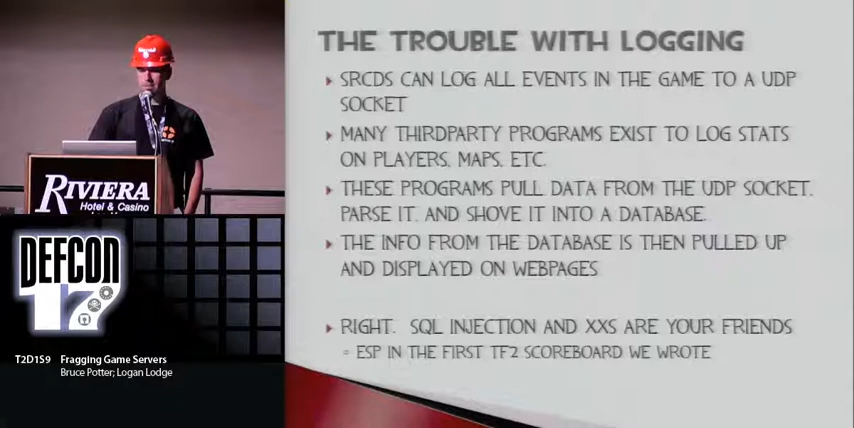 THE TROUBLE WITH LOGGING
SRCDS CAN LOG ALL EVENTS IN THE GAME TO A UDP
SOCKET
MANY THIRDPARTY PROGRAMS EXIST TO LOG STATS
ON PLAYERS, MAPS, ETC.
THESE PROGRAMS PULL DATA FROM THE UDP SOCKET,
PARSE IT, AND SHOVE IT INTO A DATABASE.
THE INFO FROM THE DATABASE IS THEN PULLED UP
AND DISPLAYED ON WEBPAGES
RIGHT. SQL INJECTION AND XXS ARE YOUR FRIENDS
ESP IN THE FIRST TF2 SCOREBOARD WE WROTE
RIVIERA
Hotel & Casino
DEFCON
17
T2D1S9 Fragging Game Servers
Bruce Potter; Logan Lodge